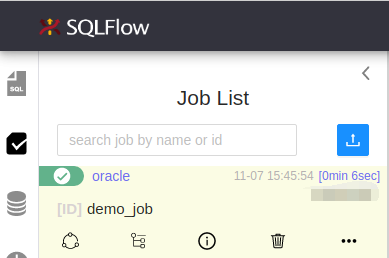 SQLFlow
SQL
Job List
search job by name or id
oracle 11-07 15:45:54 [0min 6sec]
[ID] demo_job